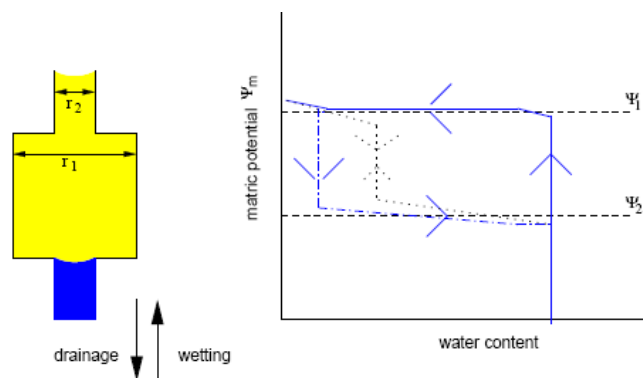 r₂
r₁
drainage
wetting
matric potential Ψm
Ψ₁
Ψ₂
water content